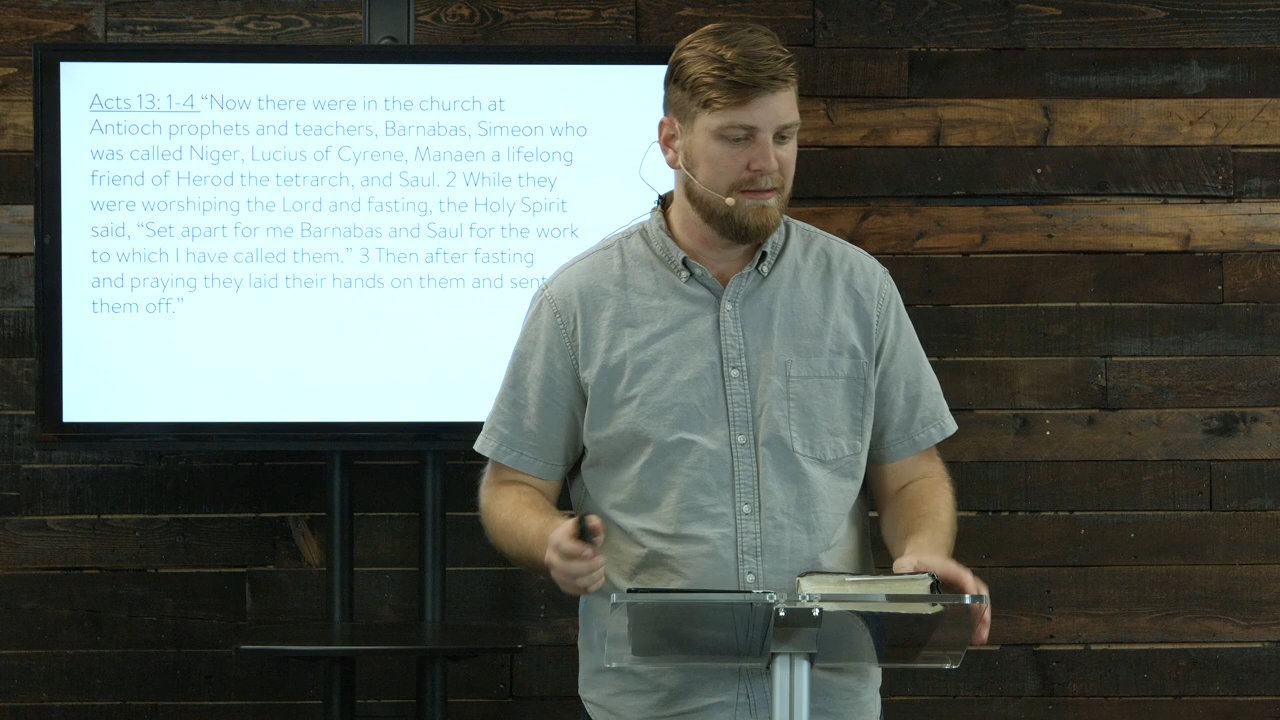 Acts 13: 1-4 “Now there were in the church at
Antioch prophets and teachers, Barnabas, Simeon who
was called Niger, Lucius of Cyrene, Manaen a lifelong
friend of Herod the tetrarch, and Saul. 2 While they
were worshiping the Lord and fasting, the Holy Spirit
said, “Set apart for me Barnabas and Saul for the work
to which I have called them.” 3 Then after fasting
and praying they laid their hands on them and sent
them off.”